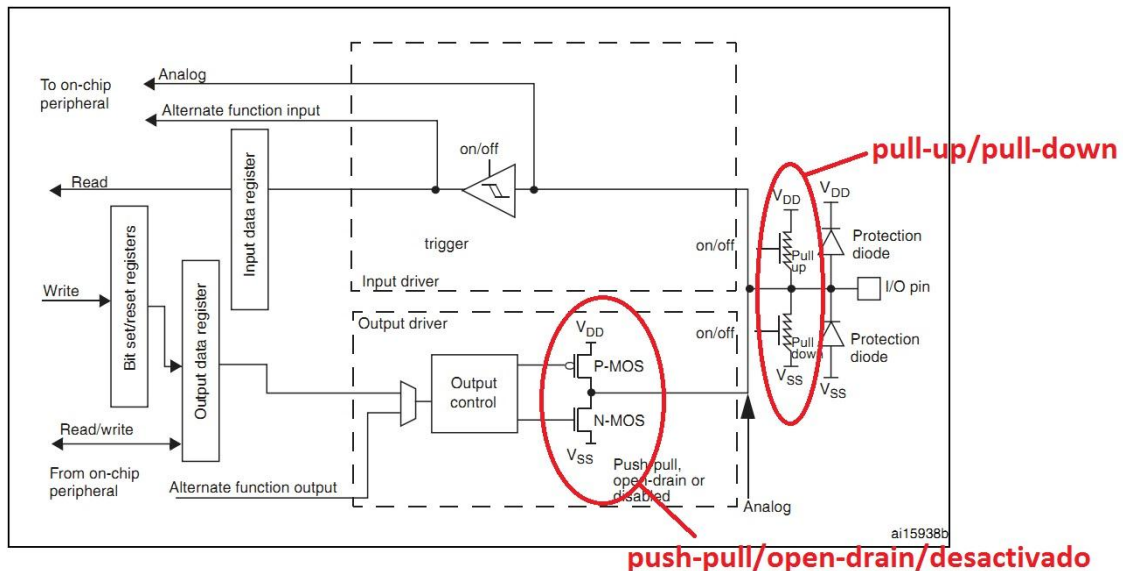 To on-chip
peripheral
Analog
Alternate function input
on/off
Read
Input data register
trigger
Input driver
Write
Bit set/reset registers
Output data register
Read/write
From on-chip
peripheral
Alternate function output
Output driver
Output
control
VDD
P-MOS
N-MOS
VSS
Push-pull,
open-drain or
disabled
Analog
on/off
on/off
pull-up/pull-down
VDD
VDD
Pull
up
Protection
diode
I/O pin
Pull
down
Protection
diode
VSS
VSS
ai15938b
push-pull/open-drain/desactivado